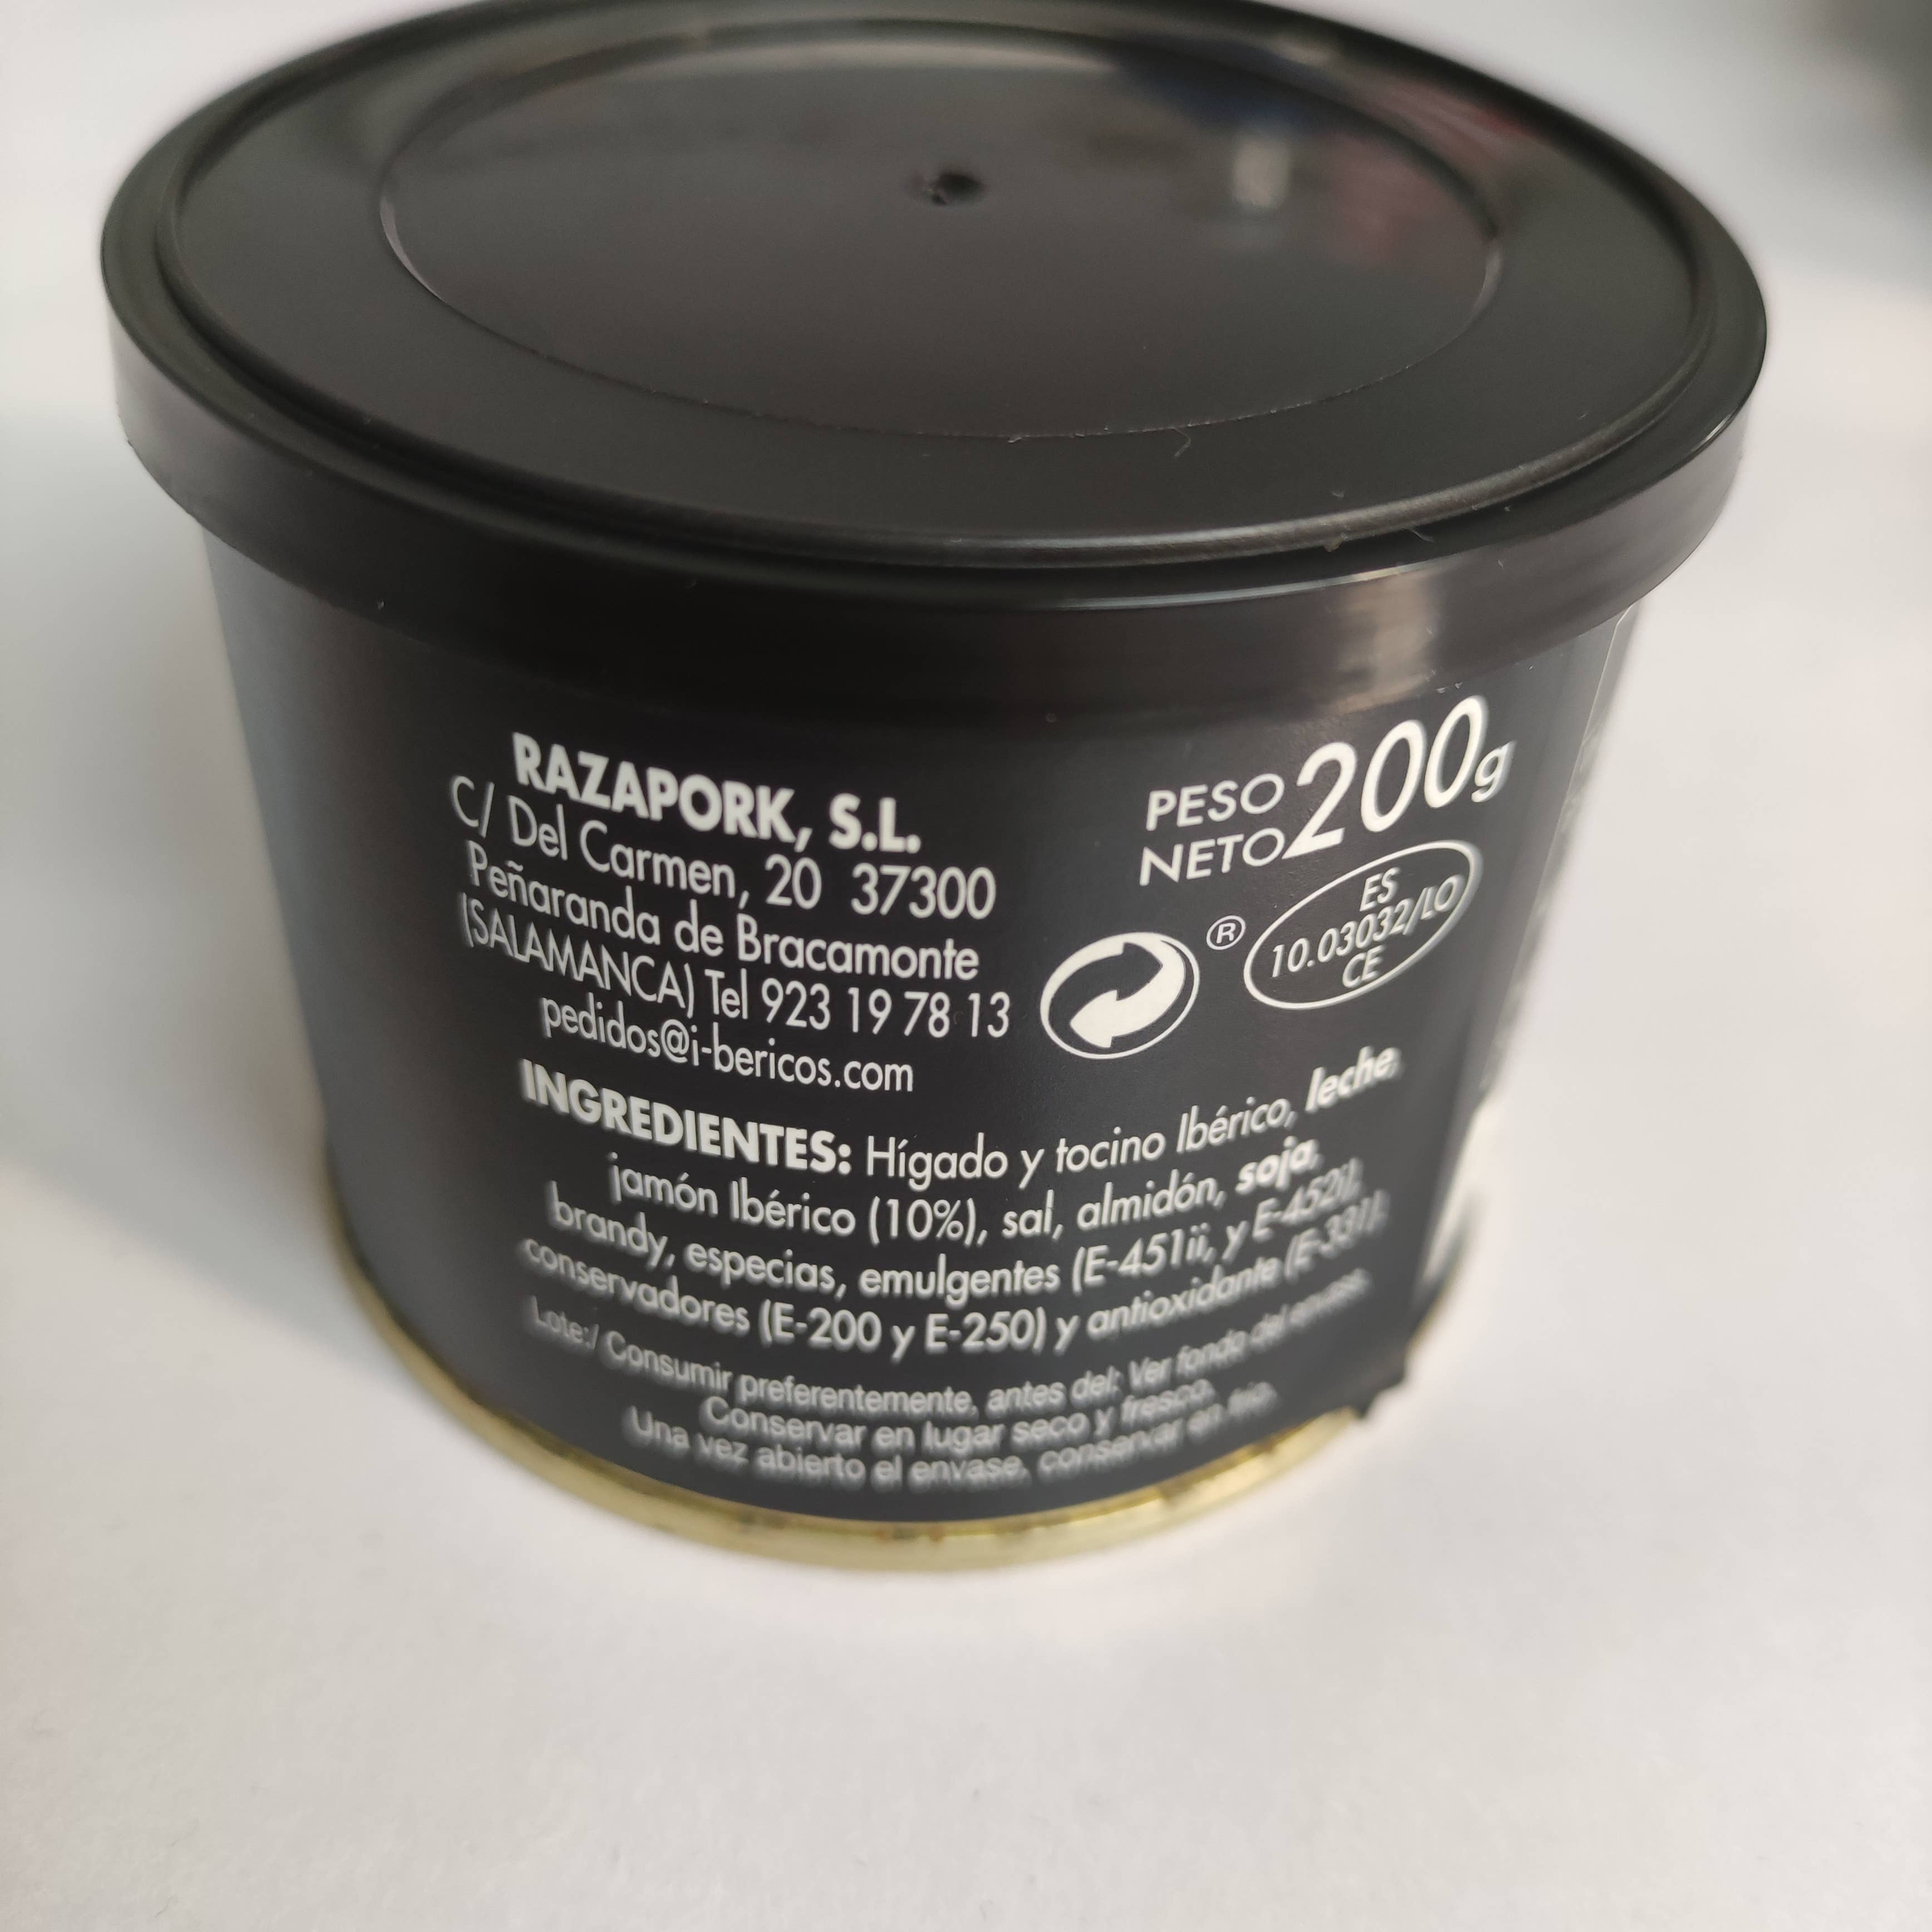 RAZAPORK, S.L.
C/ Del Carmen, 20 37300
Peñaranda de Bracamonte
(SALAMANCA) Tel 923 19 78 13
pedidos@i-bericos.com
PESO
NETO 200g
®
ES
10.03032/LO
CE
INGREDIENTES: Hígado y tocino Ibérico, leche,
jamón Ibérico (10%), sal, almidón, soja,
brandy, especias, emulgentes (E-451ii, y E-452i),
conservadores (E-200 y E-250) y antioxidante (E-331).
Lote:/ Consumir preferentemente, antes del: Ver fondo del envase.
Conservar en lugar seco y fresco.
Una vez abierto el envase, conservar en frio.